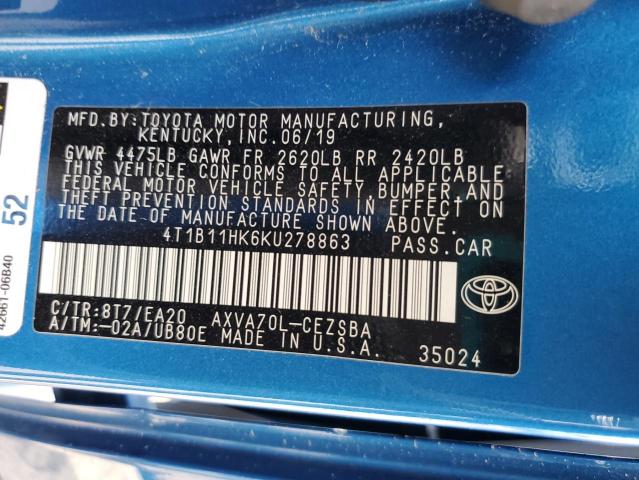 MFD.BY:TOYOTA MOTOR MANUFACTURING,
KENTUCKY,INC.06/19
GVWR 4475LB GAWR FR 2620LB RR 2420LB
THIS VEHICLE CONFORMS TO ALL APPLICABLE
FEDERAL MOTOR VEHICLE SAFETY,BUMPER,AND
THEFT PREVENTION STANDARDS IN EFFECT ON
THE DATE OF MANUFACTURE SHOWN ABOVE.
4T1B11HK6KU278863 PASS.CAR
C/TR:8T7/EA20 AXVA70L-CEZSBA
A/TM:-02A/UB80E MADE IN U.S.A. 35024
52
42661-06B40